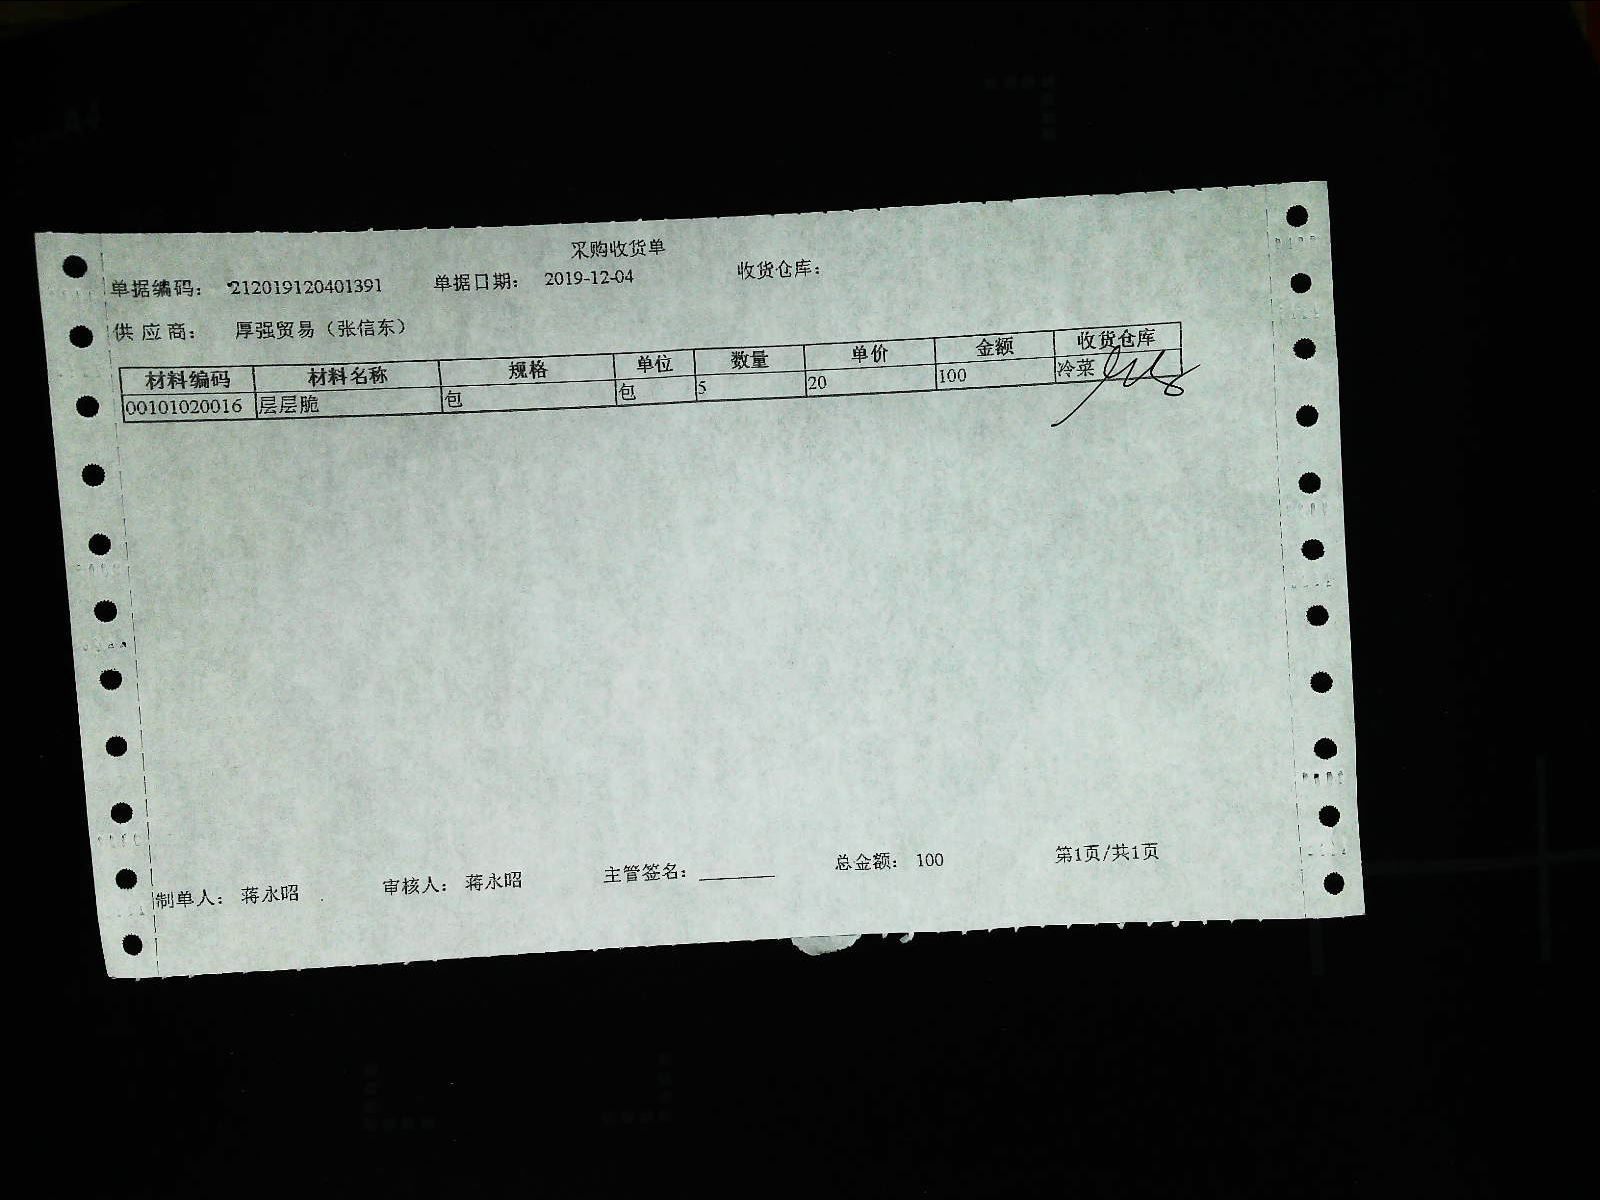 采购收货单
单据编码： 212019120401391 单据日期： 2019-12-04 收货仓库：
供应商： 厚强贸易（张信东）
材料编码 材料名称 规格 单位 数量 单价 金额 收货仓库
00101020016 层层脆 包 包 5 20 100 冷菜
制单人： 蒋永昭 审核人： 蒋永昭 主管签名： 总金额： 100 第1页/共1页